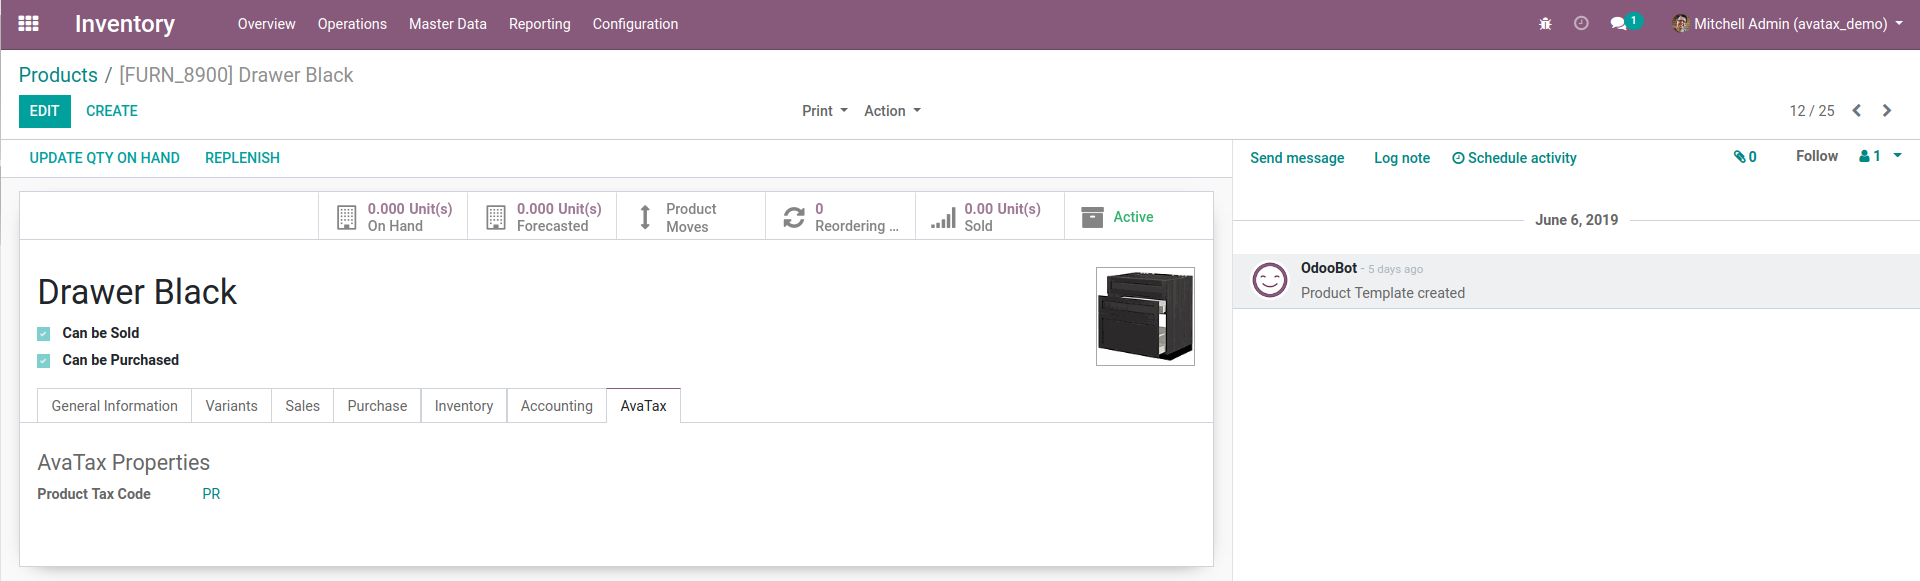 Inventory Overview Operations Master Data Reporting Configuration 1 Mitchell Admin (avatax_demo)
Products / [FURN_8900] Drawer Black
EDIT CREATE Print Action 12 / 25
UPDATE QTY ON HAND REPLENISH
Send message Log note Schedule activity 0 Follow 1
0.000 Unit(s)
On Hand
0.000 Unit(s)
Forecasted
Product
Moves
0
Reordering ...
0.00 Unit(s)
Sold
Active
Drawer Black
Can be Sold
Can be Purchased
General Information Variants Sales Purchase Inventory Accounting AvaTax
AvaTax Properties
Product Tax Code PR
June 6, 2019
OdooBot - 5 days ago
Product Template created